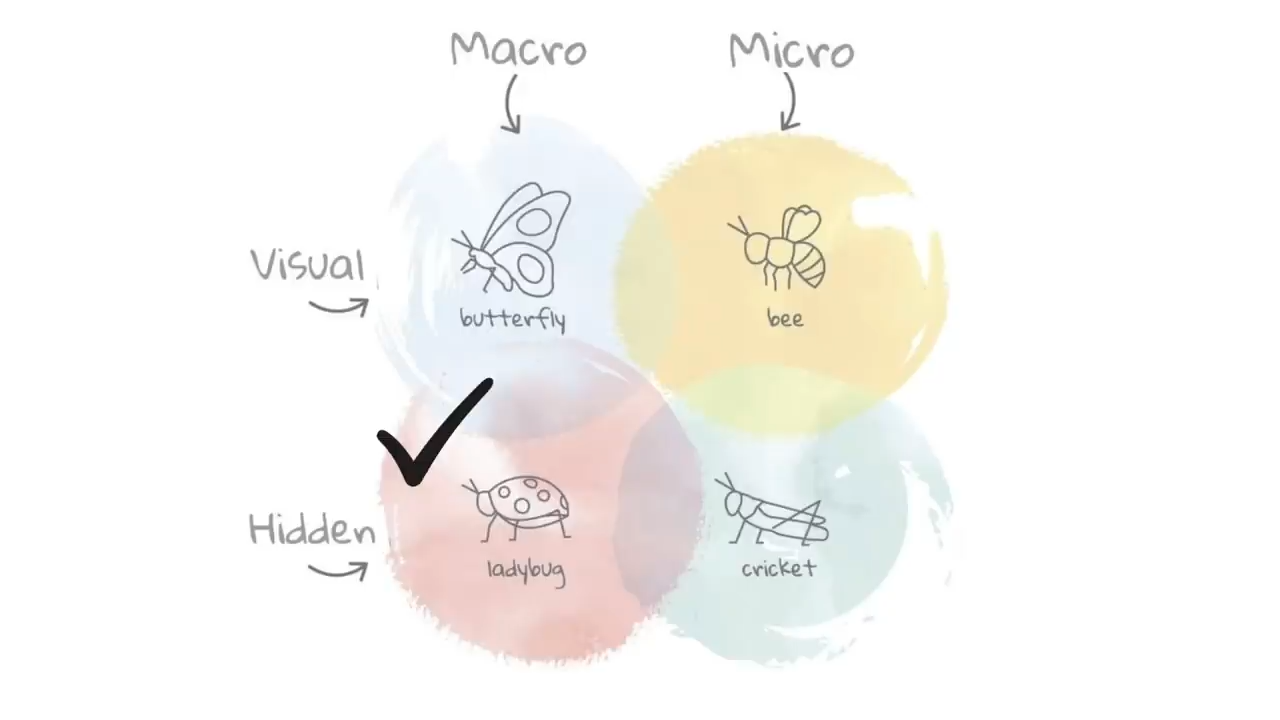 Macro
Micro
Visual
butterfly
bee
Hidden
ladybug
cricket